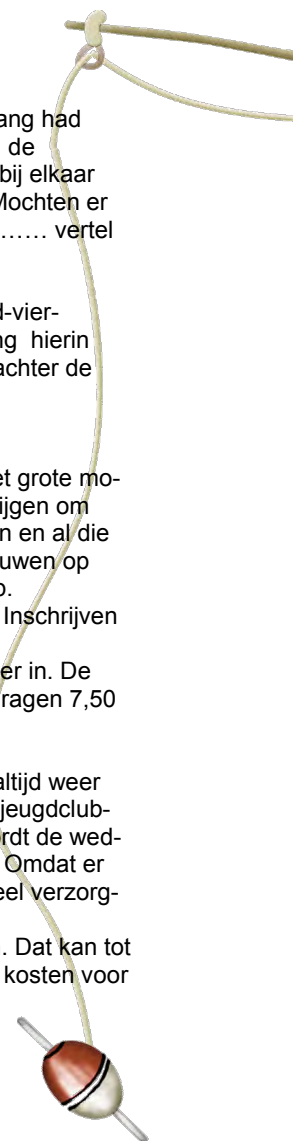 ang had
de
bij elkaar
Mochten er
…… vertel
d-vier-
ng hierin
achter de
et grote mo-
ijgen om
n en al die
uwen op
Inschrijven
er in. De
ragen 7,50
altijd weer
jeugdclub-
rdt de wed-
Omdat er
eel verzorg-
. Dat kan tot
kosten voor